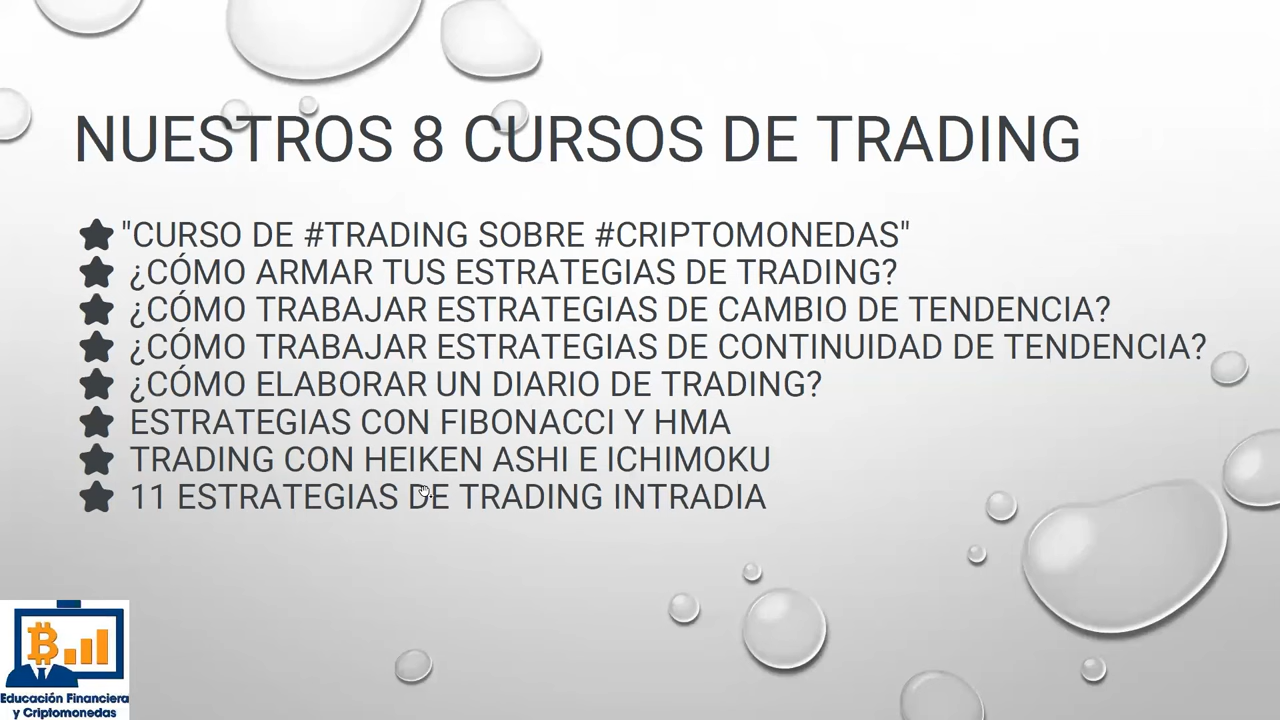 NUESTROS 8 CURSOS DE TRADING
"CURSO DE #TRADING SOBRE #CRIPTOMONEDAS"
¿CÓMO ARMAR TUS ESTRATEGIAS DE TRADING?
¿CÓMO TRABAJAR ESTRATEGIAS DE CAMBIO DE TENDENCIA?
¿CÓMO TRABAJAR ESTRATEGIAS DE CONTINUIDAD DE TENDENCIA?
¿CÓMO ELABORAR UN DIARIO DE TRADING?
ESTRATEGIAS CON FIBONACCI Y HMA
TRADING CON HEIKEN ASHI E ICHIMOKU
11 ESTRATEGIAS DE TRADING INTRADIA
Educación Financiera
y Criptomonedas